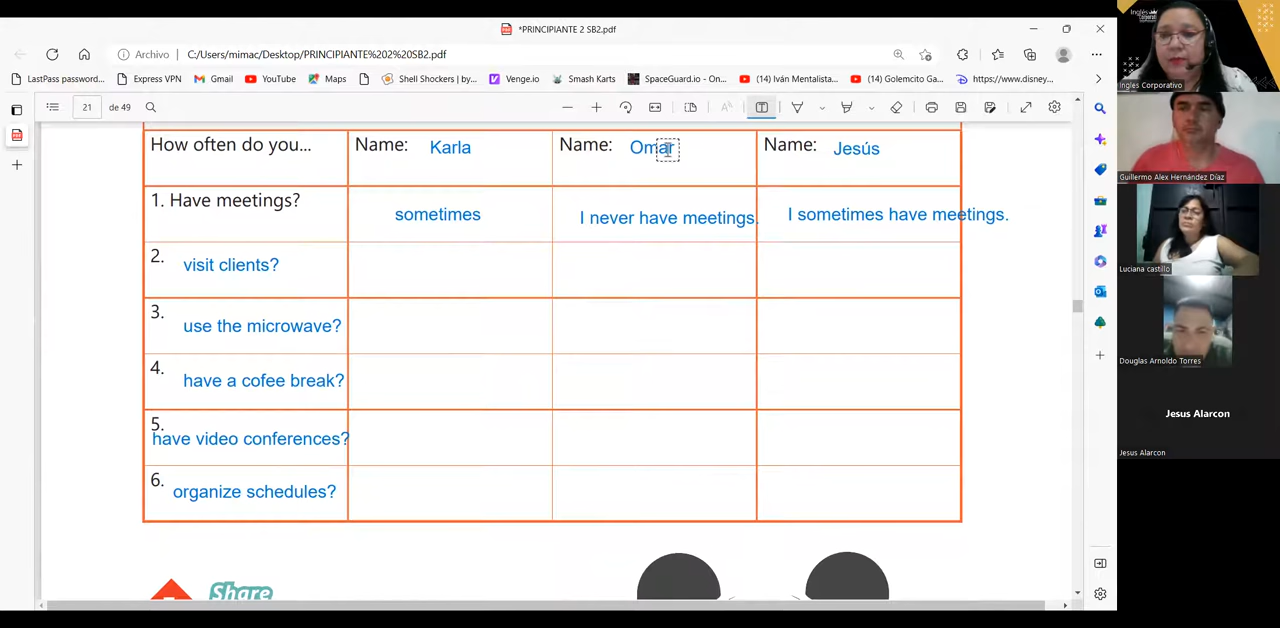 *PRINCIPIANTE 2 SB2.pdf
Archivo C:/Users/mimac/Desktop/PRINCIPIANTE%202%20SB2.pdf
LastPass password... Express VPN Gmail YouTube Maps Shell Shockers | by... Venge.io Smash Karts SpaceGuard.io - On... (14) Iván Mentalista... (14) Golemcito Ga... https://www.disney...
21 de 49
How often do you... Name: Karla Name: Omar Name: Jesús
1. Have meetings? sometimes I never have meetings. I sometimes have meetings.
2. visit clients?
3. use the microwave?
4. have a cofee break?
5. have video conferences?
6. organize schedules?
Share
Inglés Corporativo
Ingles Corporativo
Guillermo Alex Hernández Díaz
Luciana castillo
Douglas Arnoldo Torres
Jesus Alarcon
Jesus Alarcon